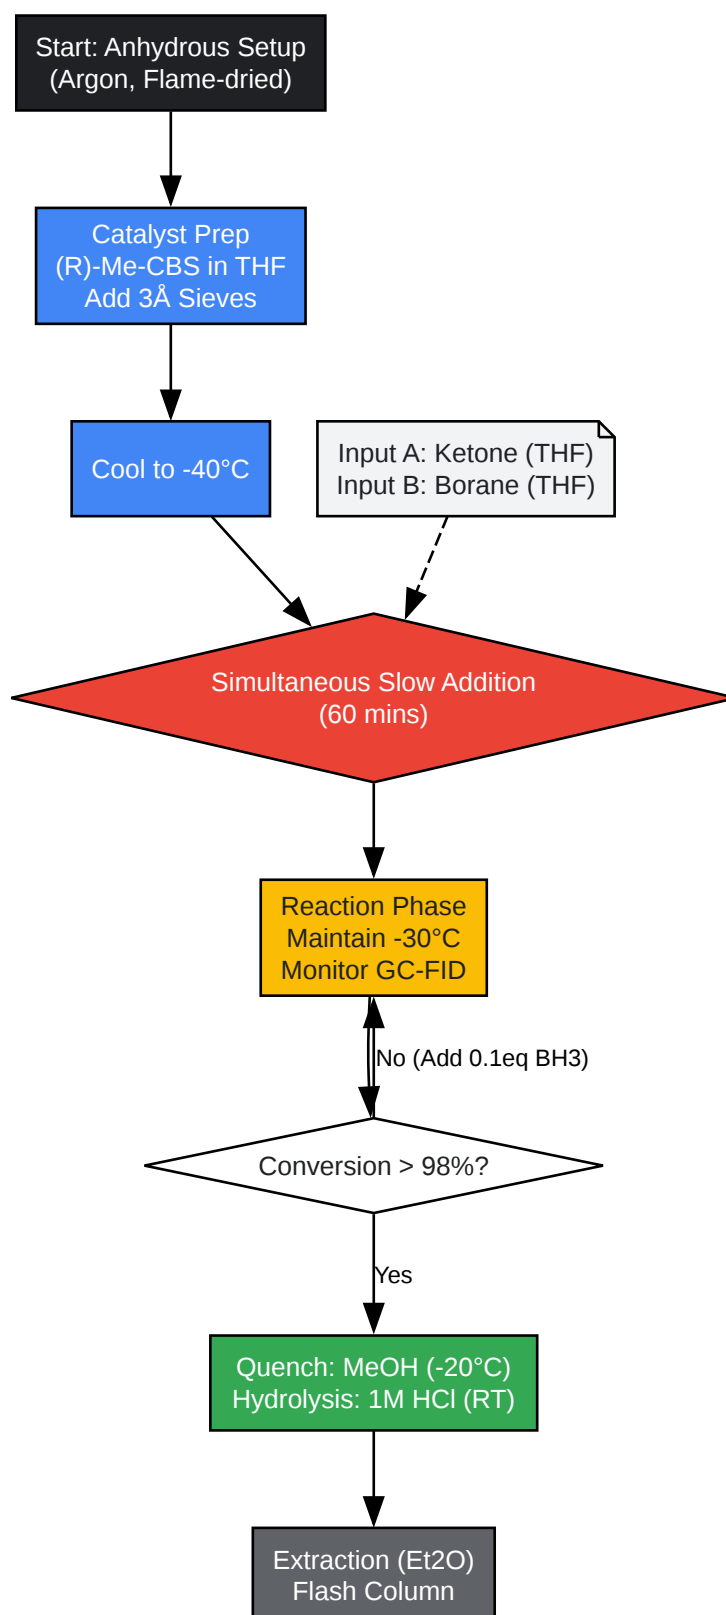 Start: Anhydrous Setup
(Argon, Flame-dried)
Catalyst Prep
(R)-Me-CBS in THF
Add 3Å Sieves
Cool to -40°C
Input A: Ketone (THF)
Input B: Borane (THF)
Simultaneous Slow Addition
(60 mins)
Reaction Phase
Maintain -30°C
Monitor GC-FID
No (Add 0.1eq BH3)
Conversion > 98%?
Yes
Quench: MeOH (-20°C)
Hydrolysis: 1M HCl (RT)
Extraction (Et2O)
Flash Column